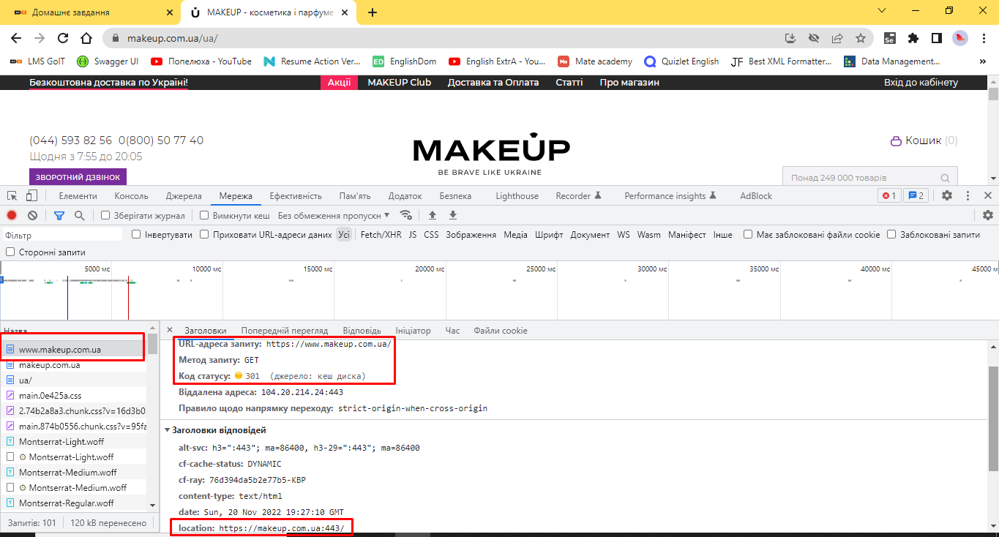 Домашнє завдання
MAKEUP - косметика і парфуме
makeup.com.ua/ua/
LMS GoIT
Swagger UI
Попелюха - YouTube
Resume Action Ver...
ED EnglishDom
English ExtrA - You...
Mate academy
Quizlet English
Best XML Formatter...
Data Management...
Безкоштовна доставка по Україні!
Акції
MAKEUP Club
Доставка та Оплата
Статті
Про магазин
Вхід до кабінету
(044) 593 82 56 0(800) 50 77 40
Щодня з 7:55 до 20:05
ЗВОРОТНИЙ ДЗВІНОК
MAKEUP
BE BRAVE LIKE UKRAINE
Кошик (0)
Понад 249 000 товарів
Елементи
Консоль
Джерела
Мережа
Ефективність
Пам'ять
Додаток
Безпека
Lighthouse
Recorder
Performance insights
AdBlock
1
2
Зберігати журнал
Вимкнути кеш
Без обмеження пропускн
Фільтр
Інвертувати
Приховати URL-адреси даних
Усі
Fetch/XHR
JS
CSS
Зображення
Медіа
Шрифт
Документ
WS
Wasm
Маніфест
Інше
Має заблоковані файли cookie
Заблоковані запити
Сторонні запити
5000 мс
10000 мс
15000 мс
20000 мс
25000 мс
30000 мс
35000 мс
40000 мс
45000 м
Назва
www.makeup.com.ua
makeup.com.ua
ua/
main.0e425a.css
2.74b2a8a3.chunk.css?v=16d3b0
main.874b0556.chunk.css?v=95fa
Montserrat-Light.woff
Montserrat-Light.woff
Montserrat-Medium.woff
Montserrat-Medium.woff
Montserrat-Regular.woff
Запитів: 101
120 kB перенесено
Заголовки
Попередній перегляд
Відповідь
Ініціатор
Час
Файли cookie
URL-адреса запиту: https://www.makeup.com.ua/
Метод запиту: GET
Код статусу: 301 (джерело: кеш диска)
Віддалена адреса: 104.20.214.24:443
Правило щодо напрямку переходу: strict-origin-when-cross-origin
Заголовки відповідей
alt-svc: h3=":443"; ma=86400, h3-29=":443"; ma=86400
cf-cache-status: DYNAMIC
cf-ray: 76d394da5b2e77b5-KBP
content-type: text/html
date: Sun, 20 Nov 2022 19:27:10 GMT
location: https://makeup.com.ua:443/